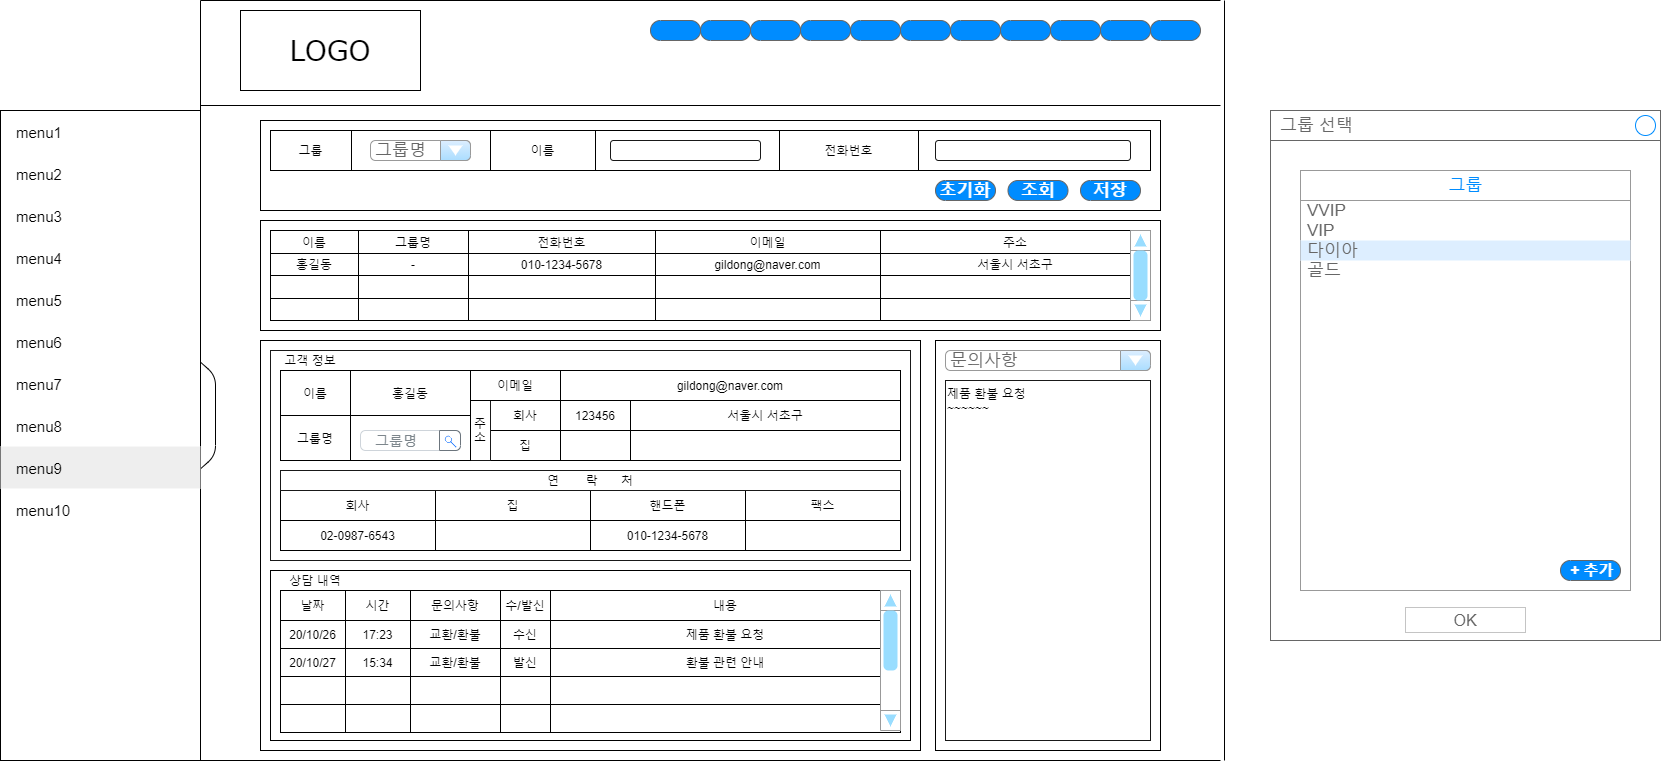 LOGO
menu1
menu2
menu3
menu4
menu5
menu6
menu7
menu8
menu9
menu10
그룹 그룹명 이름 전화번호
초기화 조회 저장
이름 그룹명 전화번호 이메일 주소
홍길동 - 010-1234-5678 gildong@naver.com 서울시 서초구
고객 정보
이름 홍길동 이메일 gildong@naver.com
주소 회사 123456 서울시 서초구
그룹명 그룹명 집
연 락 처
회사 집 핸드폰 팩스
02-0987-6543 010-1234-5678
상담 내역
날짜 시간 문의사항 수/발신 내용
20/10/26 17:23 교환/환불 수신 제품 환불 요청
20/10/27 15:34 교환/환불 발신 환불 관련 안내
문의사항
제품 환불 요청
~~~~~~
그룹 선택
그룹
VVIP
VIP
다이아
골드
+ 추가
OK